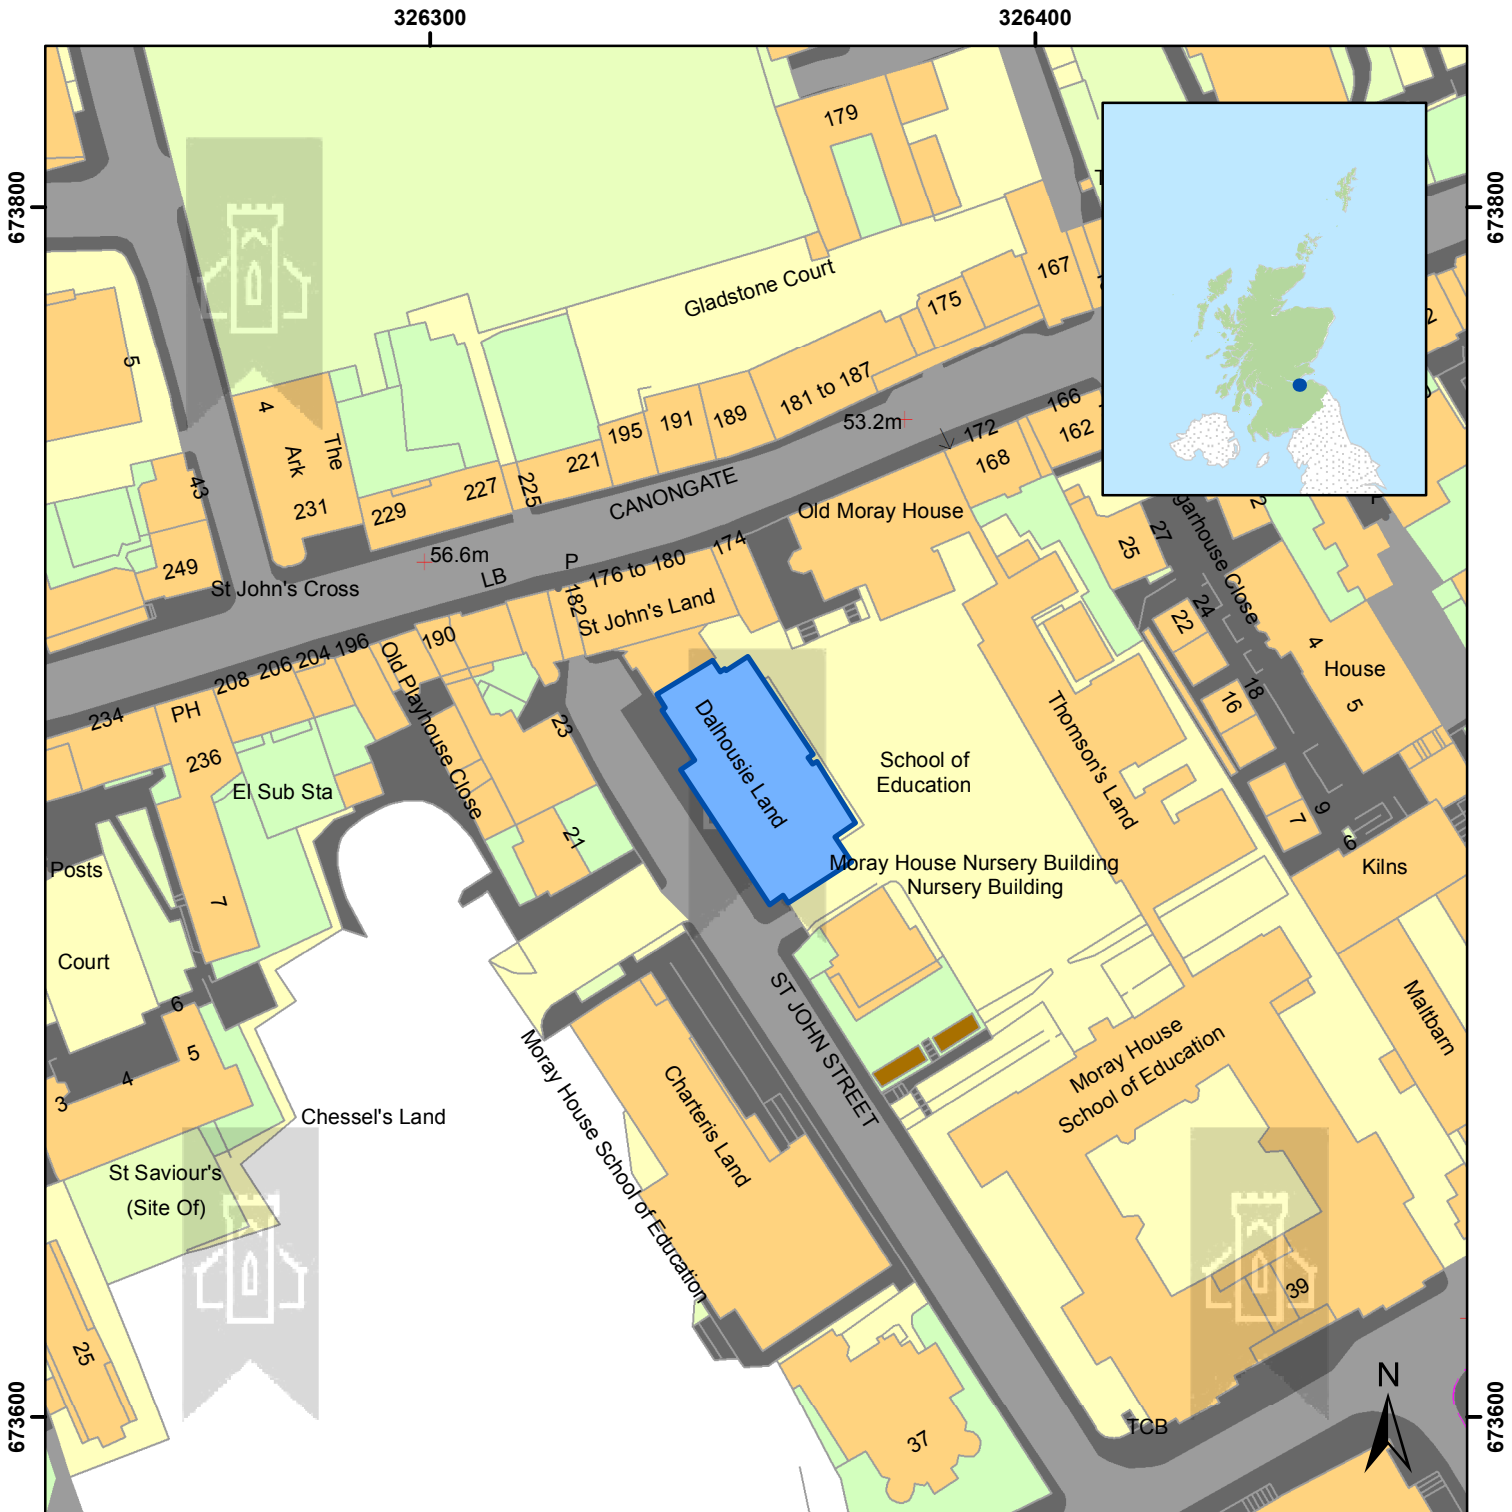 326300
326400
673800
673800
179
Gladstone Court
167
175
5
4
The
Ark
231
181 to 187
189
191
195
221
225
227
229
CANONGATE
53.2m
166
172
162
168
43
249
St John's Cross
56.6m
LB
P
176 to 180
174
182
St John's Land
Old Moray House
25
27
2
24
22
18
16
4
House
5
9
7
6
190
196
204
206
208
Old Playhouse Close
234
PH
236
El Sub Sta
23
21
Dalhousie Land
School of
Education
Thomson's Land
Moray House Nursery Building
Nursery Building
Kilns
Posts
7
Court
6
5
4
3
Chessel's Land
St Saviour's
(Site Of)
25
ST JOHN STREET
Moray House School of Education
Charteris Land
Moray House
School of Education
Maltbarn
39
37
TCB
N
673600
673600